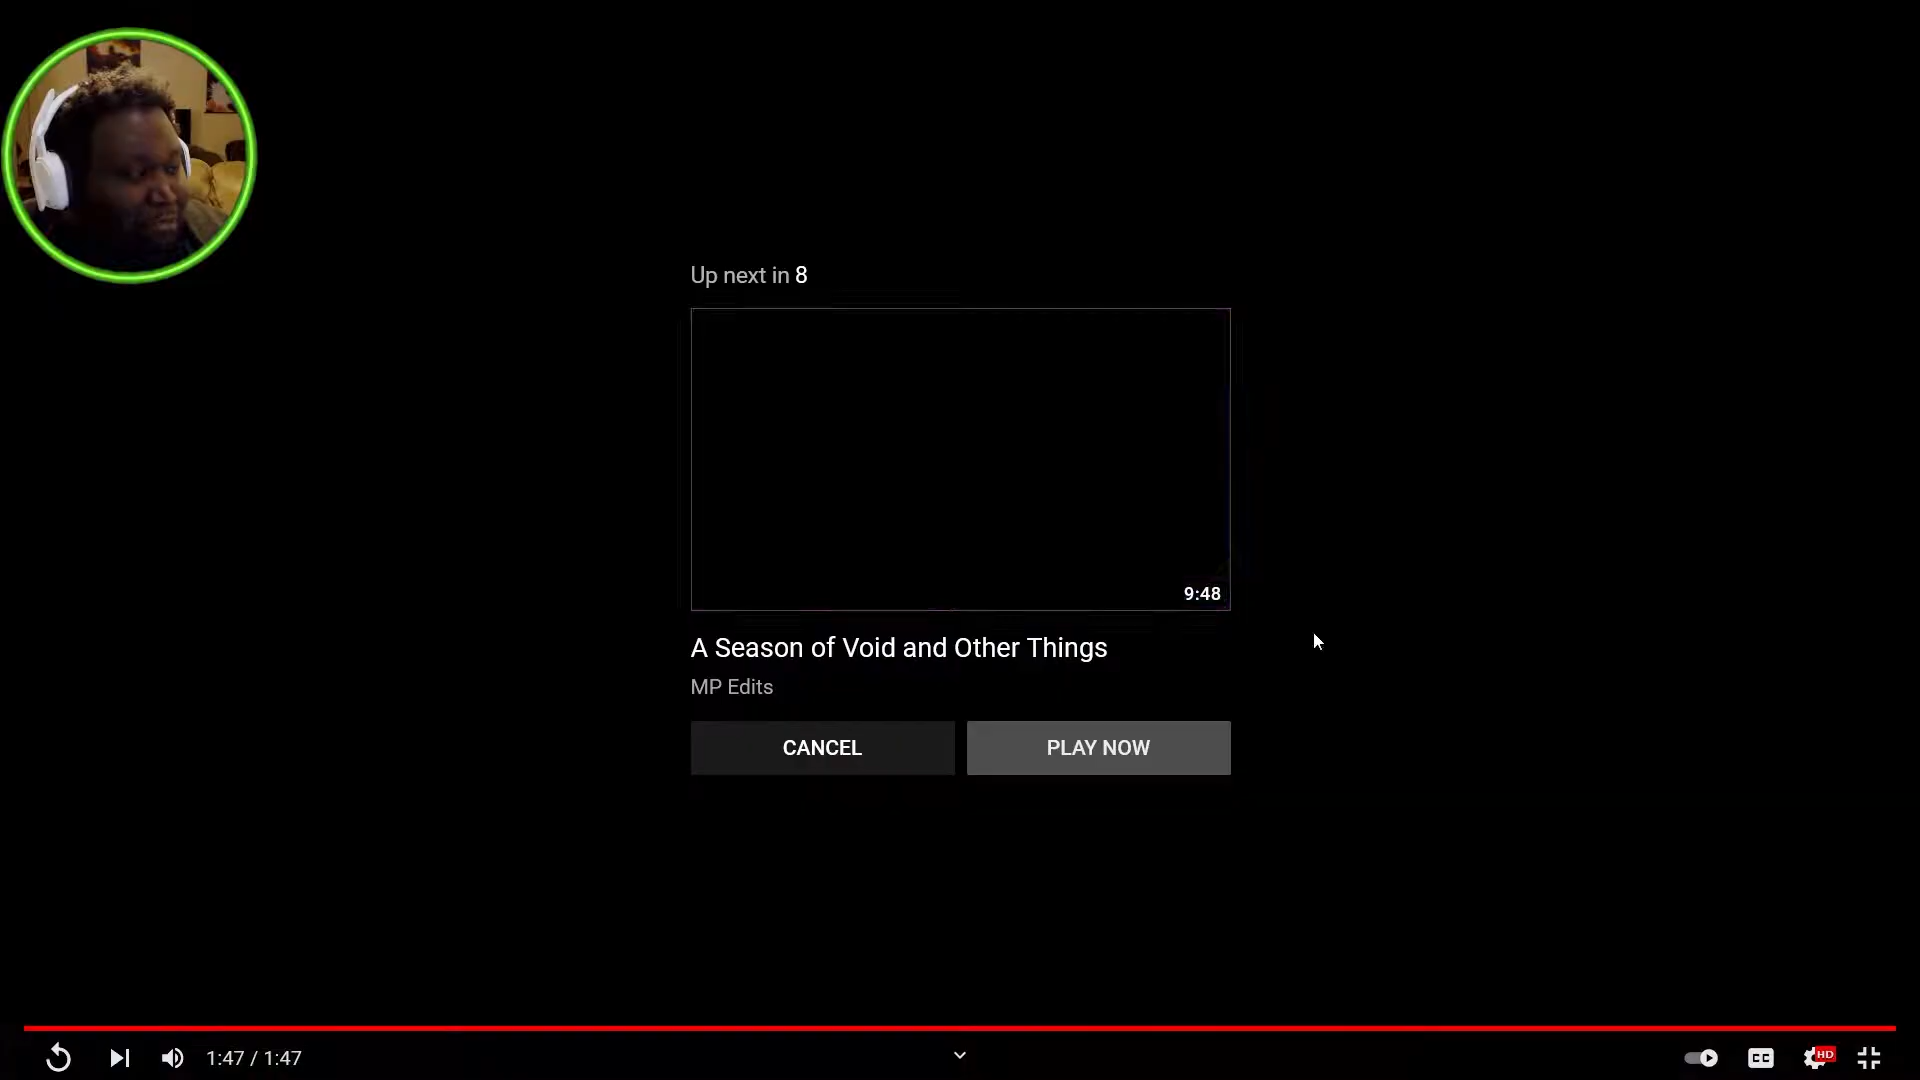 Up next in 8
9:48
A Season of Void and Other Things
MP Edits
CANCEL
PLAY NOW
1:47 / 1:47
CC
HD